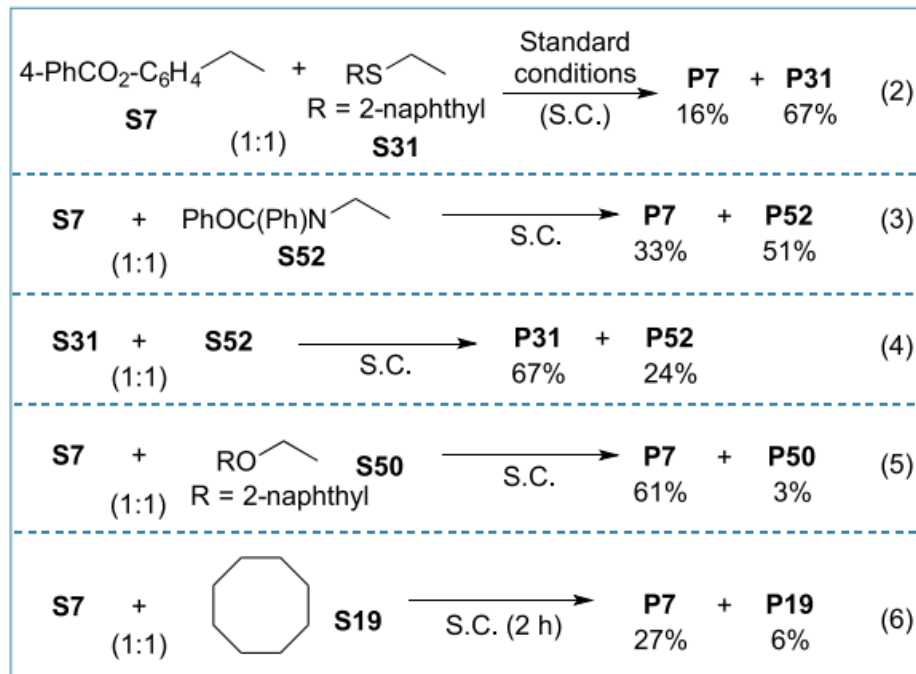 4-PhCO2-C6H4 + RS Standard conditions (S.C.) P7 + P31 (2)
S7 (1:1) R = 2-naphthyl 16% 67%
S31
S7 + PhOC(Ph)N S.C. P7 + P52 (3)
(1:1) S52 33% 51%
S31 + S52 S.C. P31 + P52 (4)
(1:1) 67% 24%
S7 + RO S50 S.C. P7 + P50 (5)
(1:1) R = 2-naphthyl 61% 3%
S7 + S19 S.C. (2 h) P7 + P19 (6)
(1:1) 27% 6%